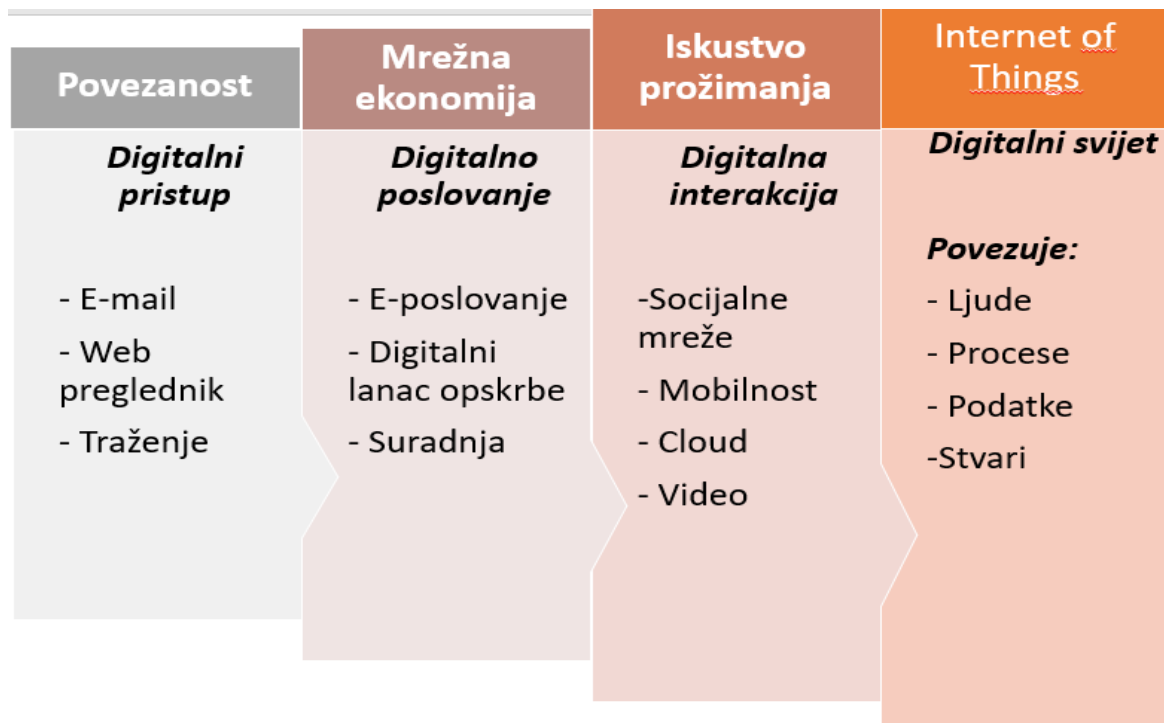 Povezanost
Digitalni
pristup
- E-mail
- Web
preglednik
- Traženje
Mrežna
ekonomija
Digitalno
poslovanje
- E-poslovanje
- Digitalni
lanac opskrbe
- Suradnja
Iskustvo
prožimanja
Digitalna
interakcija
-Socijalne
mreže
- Mobilnost
- Cloud
- Video
Internet of
Things
Digitalni svijet
Povezuje:
- Ljude
- Procese
- Podatke
-Stvari